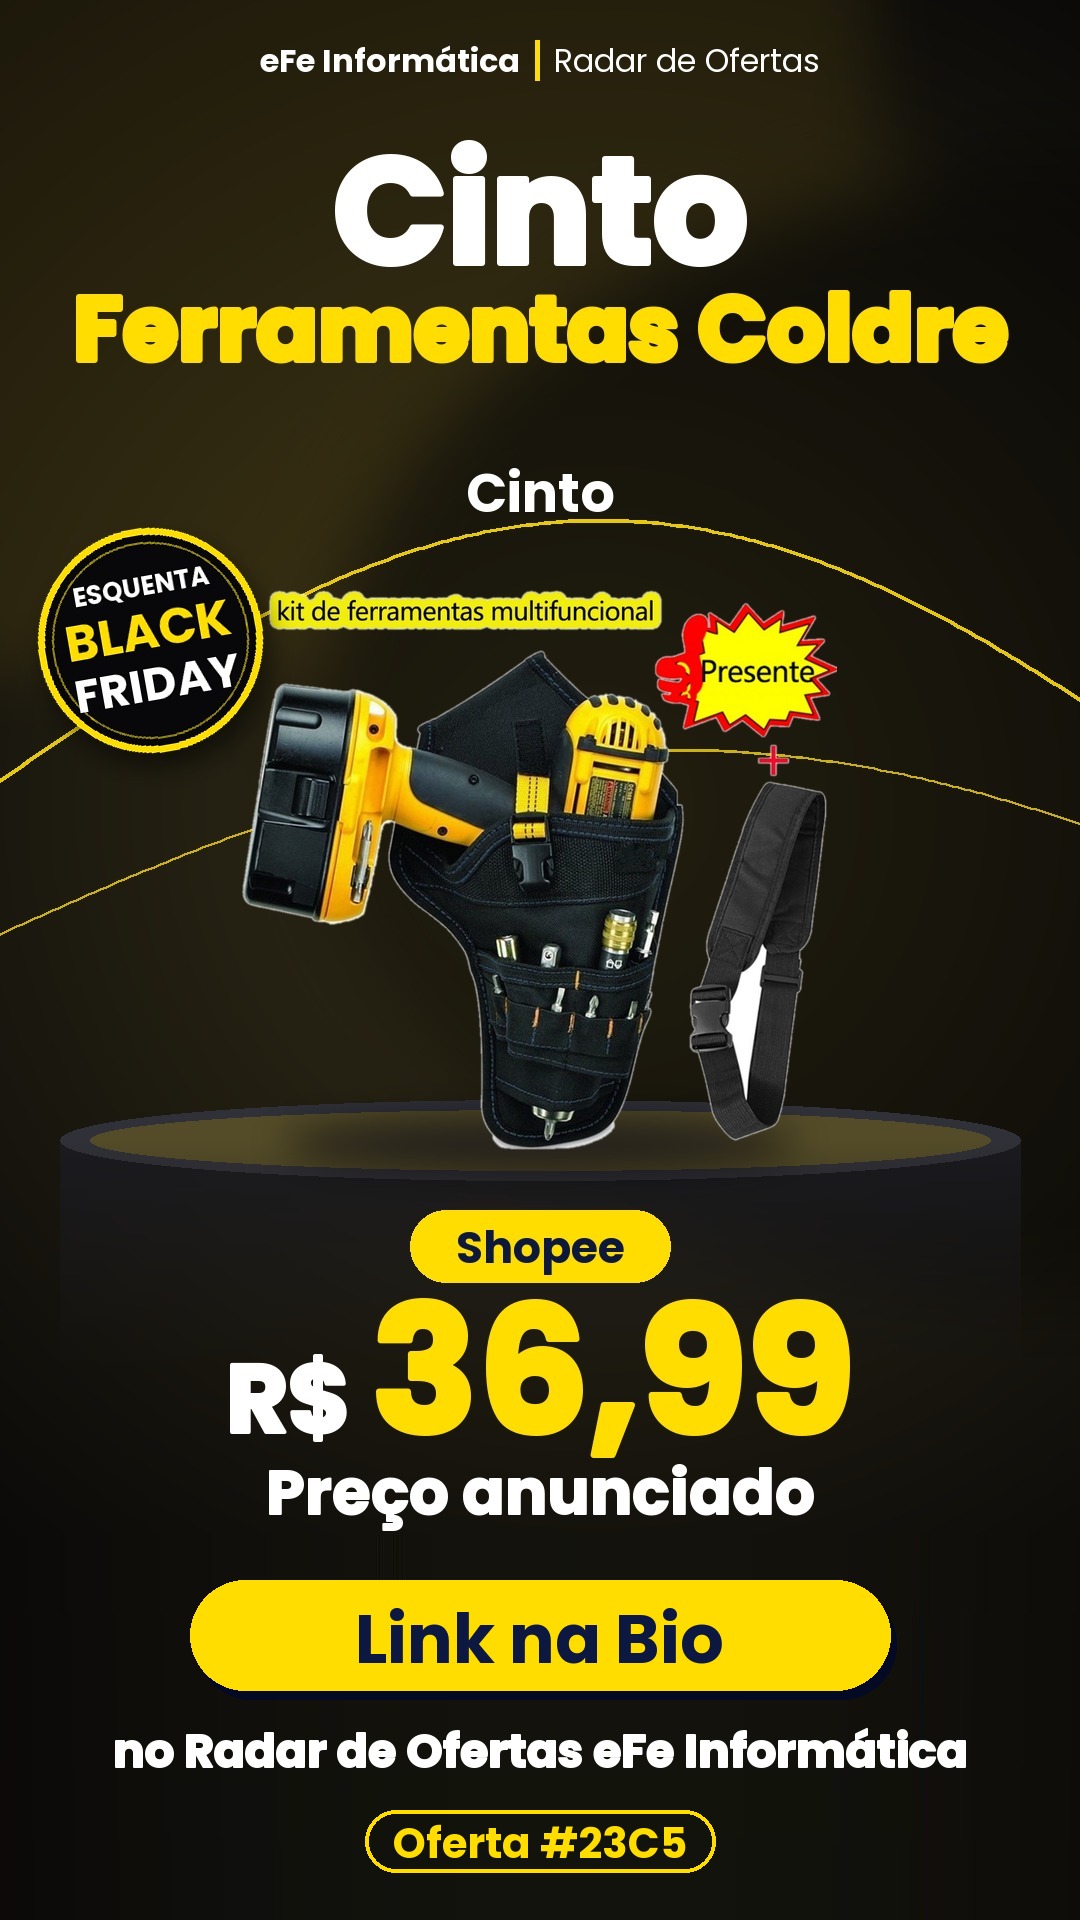 eFe Informática | Radar de Ofertas
Cinto
Ferramentas Coldre
Cinto
ESQUENTA
BLACK
FRIDAY
kit de ferramentas multifuncional
Presente
+
Shopee
R$ 36,99
Preço anunciado
Link na Bio
no Radar de Ofertas eFe Informática
Oferta #23C5